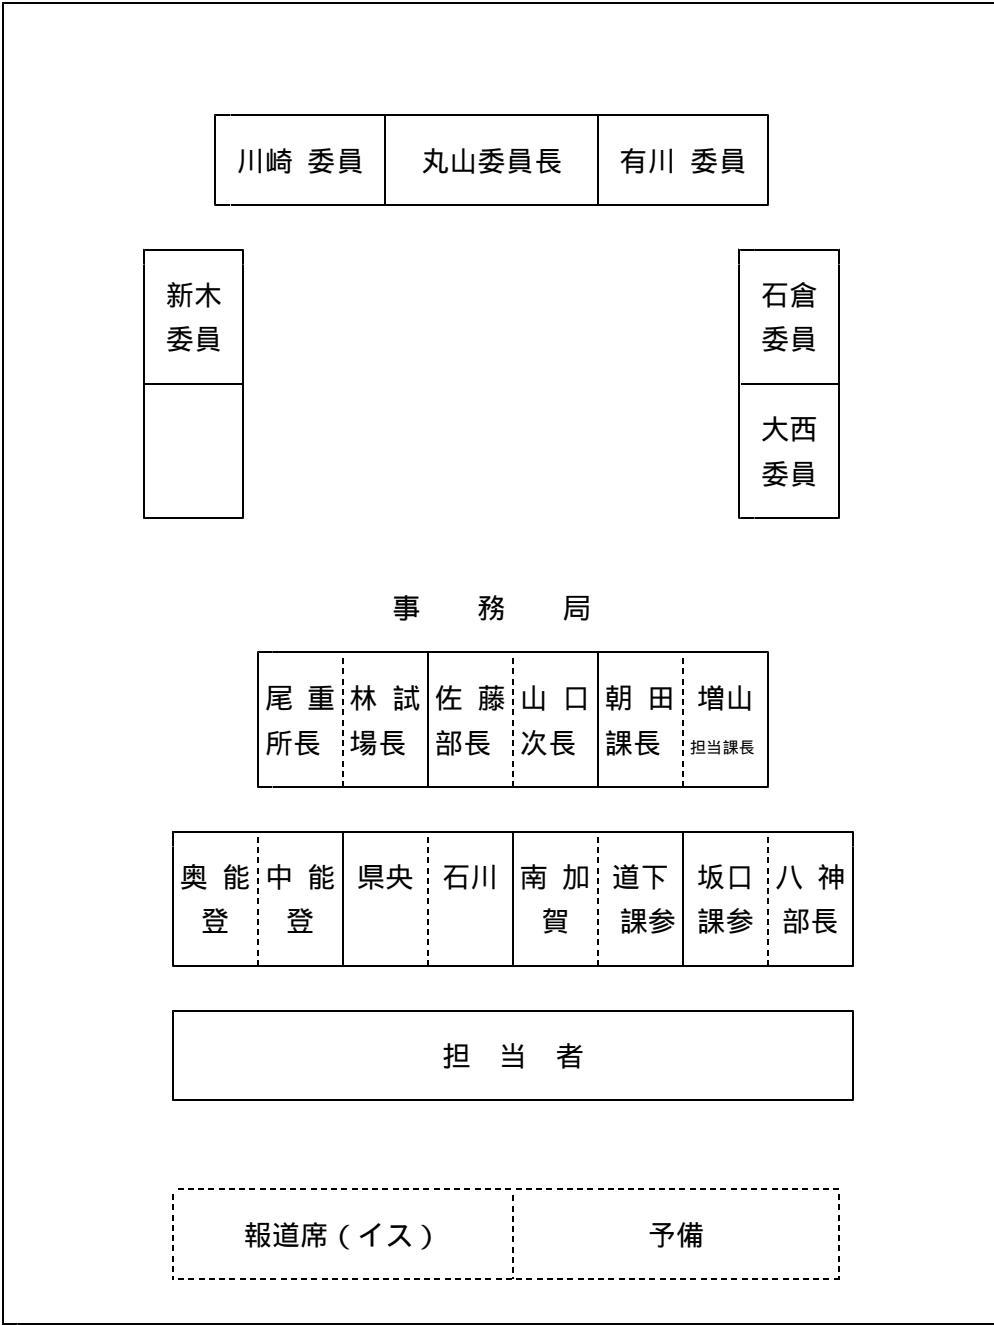 川崎 委員 丸山委員長 有川 委員
新木
委員
石倉
委員
大西
委員
事 務 局
尾 重 林 試 佐 藤 山 口 朝 田 増山
所長 場長 部長 次長 課長 担当課長
奥 能 中 能 県央 石川 南 加 道下 坂口 八 神
登 登 賀 課参 課参 部長
担 当 者
報道席（イス） 予備